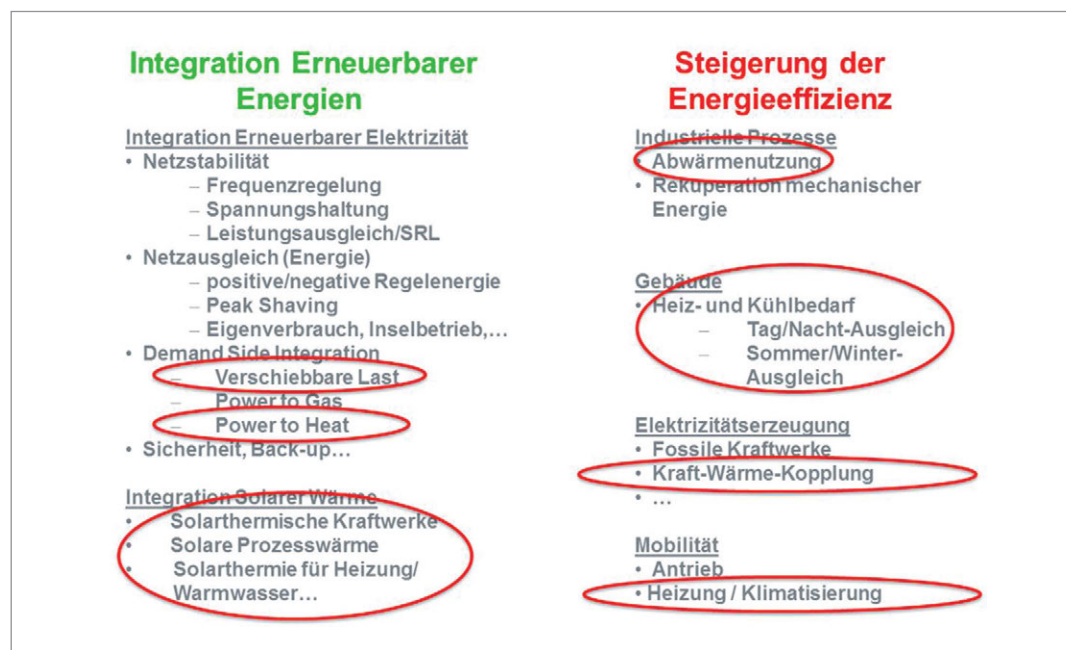 Integration Erneuerbarer
Energien
Integration Erneuerbarer Elektrizität
• Netzstabilität
– Frequenzregelung
– Spannungshaltung
– Leistungsausgleich/SRL
• Netzausgleich (Energie)
– positive/negative Regelenergie
– Peak Shaving
– Eigenverbrauch, Inselbetrieb,...
• Demand Side Integration
– Verschiebbare Last
– Power to Gas
– Power to Heat
• Sicherheit, Back-up...
Integration Solarer Wärme
• Solarthermische Kraftwerke
• Solare Prozesswärme
• Solarthermie für Heizung/
Warmwasser...
Steigerung der
Energieeffizienz
Industrielle Prozesse
• Abwärmenutzung
• Rekuperation mechanischer
Energie
Gebäude
• Heiz- und Kühlbedarf
– Tag/Nacht-Ausgleich
– Sommer/Winter-
Ausgleich
Elektrizitätserzeugung
• Fossile Kraftwerke
• Kraft-Wärme-Kopplung
• ...
Mobilität
• Antrieb
• Heizung / Klimatisierung